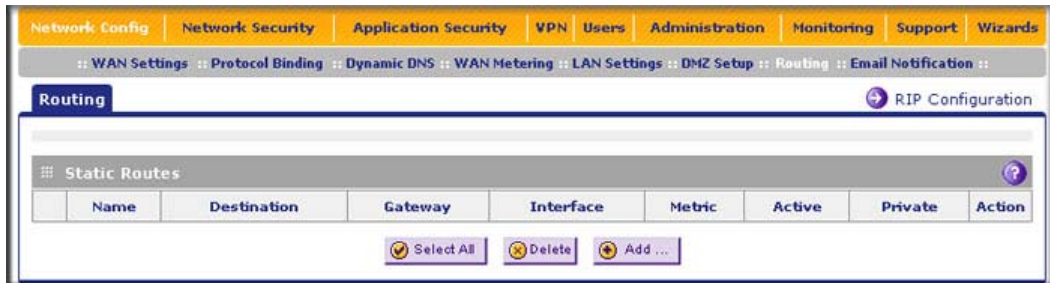 Network Config Network Security Application Security VPN Users Administration Monitoring Support Wizards
:: WAN Settings :: Protocol Binding :: Dynamic DNS :: WAN Metering :: LAN Settings :: DMZ Setup :: Routing :: Email Notification ::
Routing RIP Configuration
Static Routes ?
Name Destination Gateway Interface Metric Active Private Action
Select All Delete Add ...